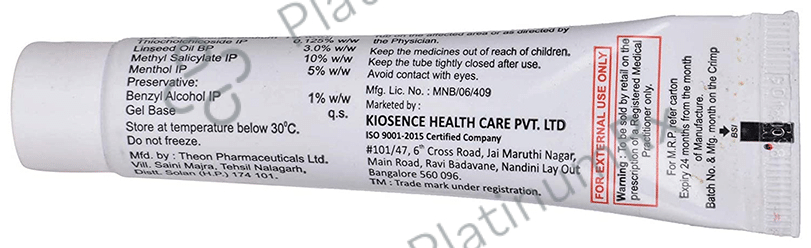 Thiocholchicoside IP 0.125% w/w
Linseed Oil BP 3.0% w/w
Methyl Salicylate IP 10% w/w
Menthol IP 5% w/w
Preservative:
Benzyl Alcohol IP 1% w/w
Gel Base q.s.
Store at temperature below 30°C.
Do not freeze.
Mfd. by : Theon Pharmaceuticals Ltd.
Vill. Saini Majra, Tehsil Nalagarh,
Distt. Solan (H.P.) 174 101.
on the affected area or as directed by
the Physician.
Keep the medicines out of reach of children.
Keep the tube tightly closed after use.
Avoid contact with eyes.
Mfg. Lic. No. : MNB/06/409
Marketed by :
KIOSENCE HEALTH CARE PVT. LTD
ISO 9001-2015 Certified Company
#101/47, 6th Cross Road, Jai Maruthi Nagar,
Main Road, Ravi Badavane, Nandini Lay Out
Bangalore 560 096.
TM : Trade mark under registration.
FOR EXTERNAL USE ONLY
Warning : To be sold by retail on the
prescription of a Registered Medical
Practitioner only.
For M.R.P. refer carton
Expiry 24 months from the month
of Manufacture.
Batch No. & Mfg. month on the Crimp
BSI
Platinum
Platinum